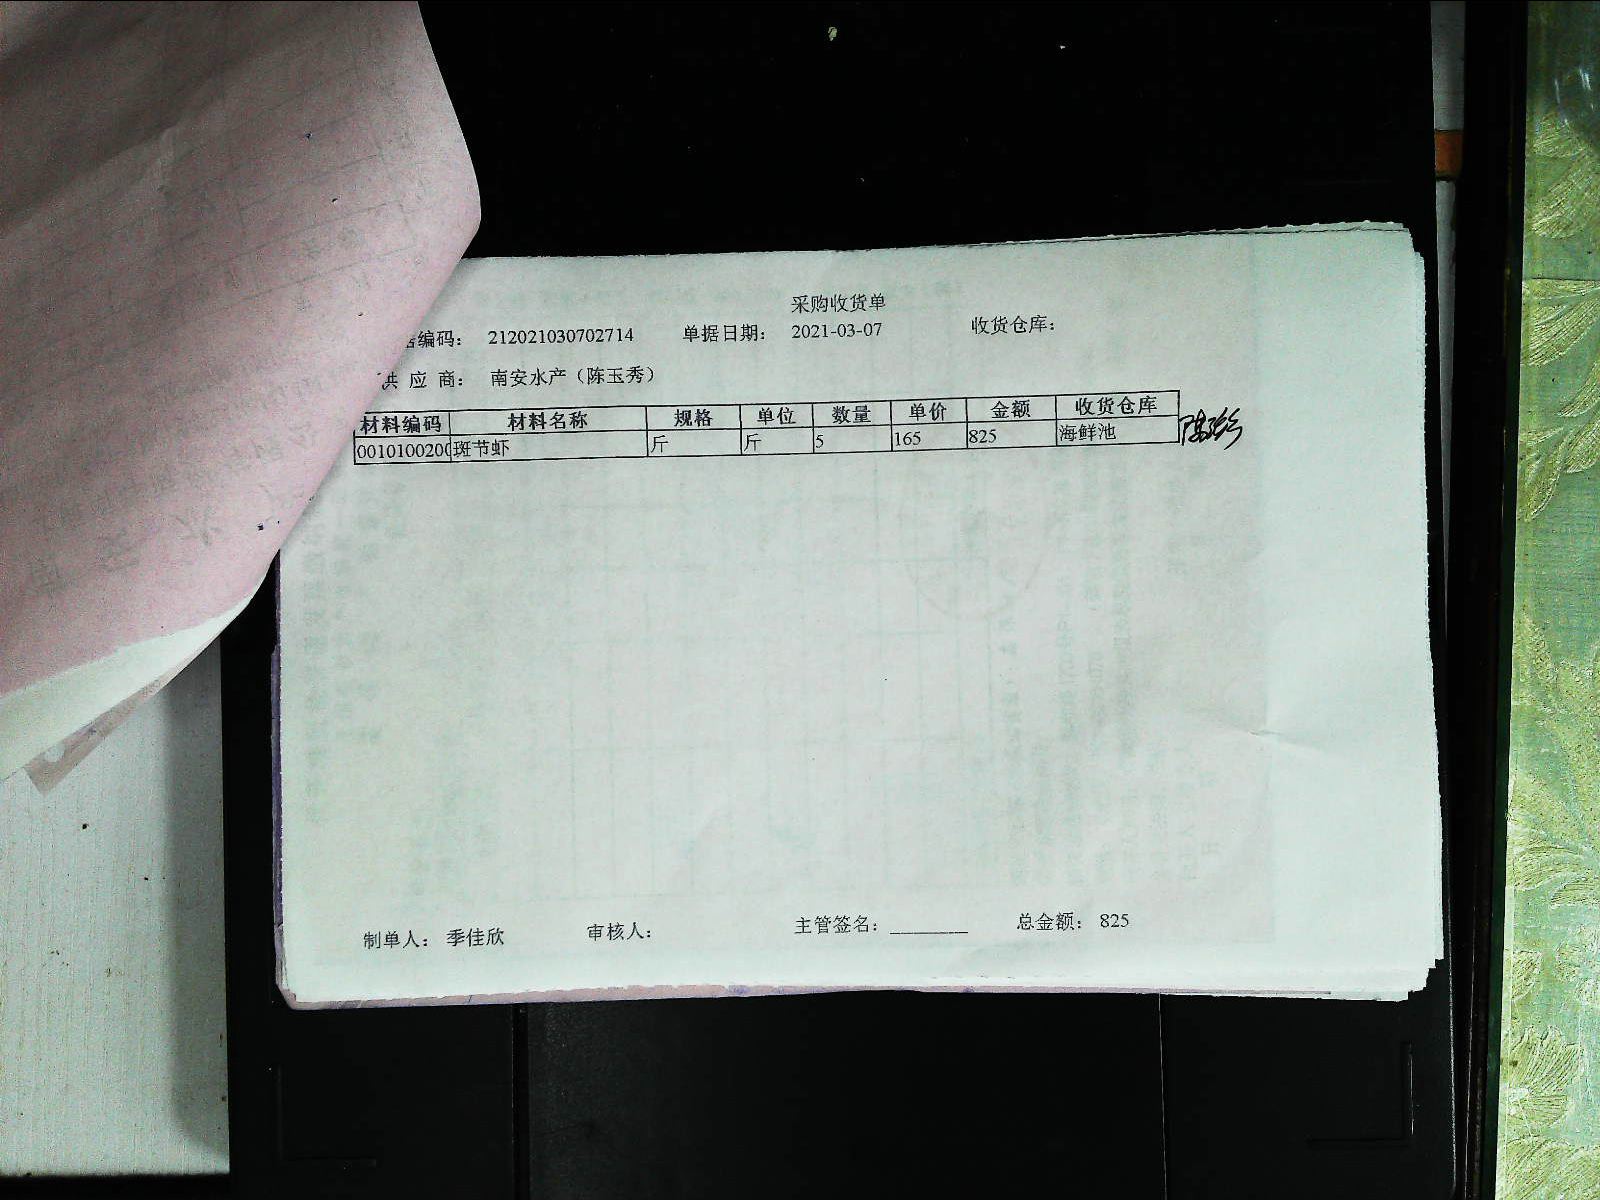 采购收货单
编码： 212021030702714 单据日期： 2021-03-07 收货仓库：
供 应 商： 南安水产（陈玉秀）
材料编码 材料名称 规格 单位 数量 单价 金额 收货仓库
0010100200 斑节虾 斤 斤 5 165 825 海鲜池
制单人： 季佳欣 审核人： 主管签名：________ 总金额： 825